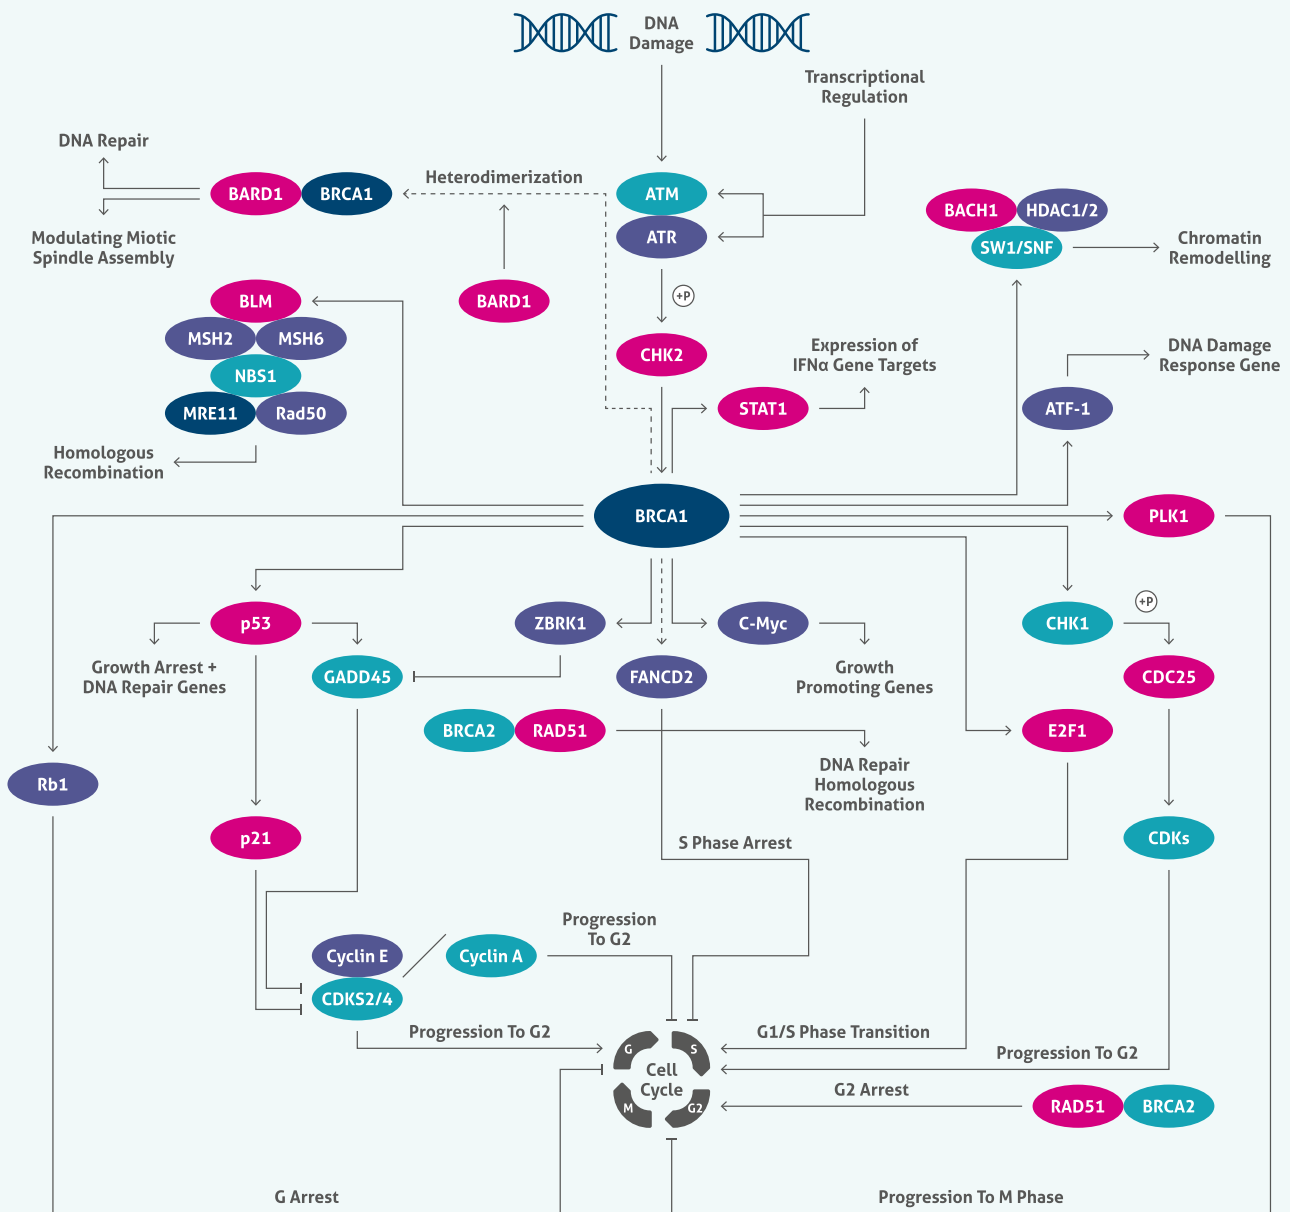 DNA
Damage
Transcriptional
Regulation
DNA Repair
Heterodimerization
BARD1
BRCA1
ATM
ATR
BACH1
HDAC1/2
SW1/SNF
Chromatin
Remodelling
Modulating Miotic
Spindle Assembly
BLM
BARD1
+P
MSH2
MSH6
NBS1
MRE11
Rad50
CHK2
Expression of
IFNα Gene Targets
DNA Damage
Response Gene
STAT1
ATF-1
Homologous
Recombination
BRCA1
PLK1
p53
ZBRK1
C-Myc
CHK1
+P
Growth Arrest +
DNA Repair Genes
GADD45
FANCD2
Growth
Promoting Genes
CDC25
BRCA2
RAD51
E2F1
Rb1
DNA Repair
Homologous
Recombination
p21
S Phase Arrest
CDKs
Progression
To G2
Cyclin E
Cyclin A
CDKS2/4
Progression To G2
G1/S Phase Transition
G
S
Progression To G2
Cell
Cycle
M
G2
G2 Arrest
RAD51
BRCA2
G Arrest
Progression To M Phase